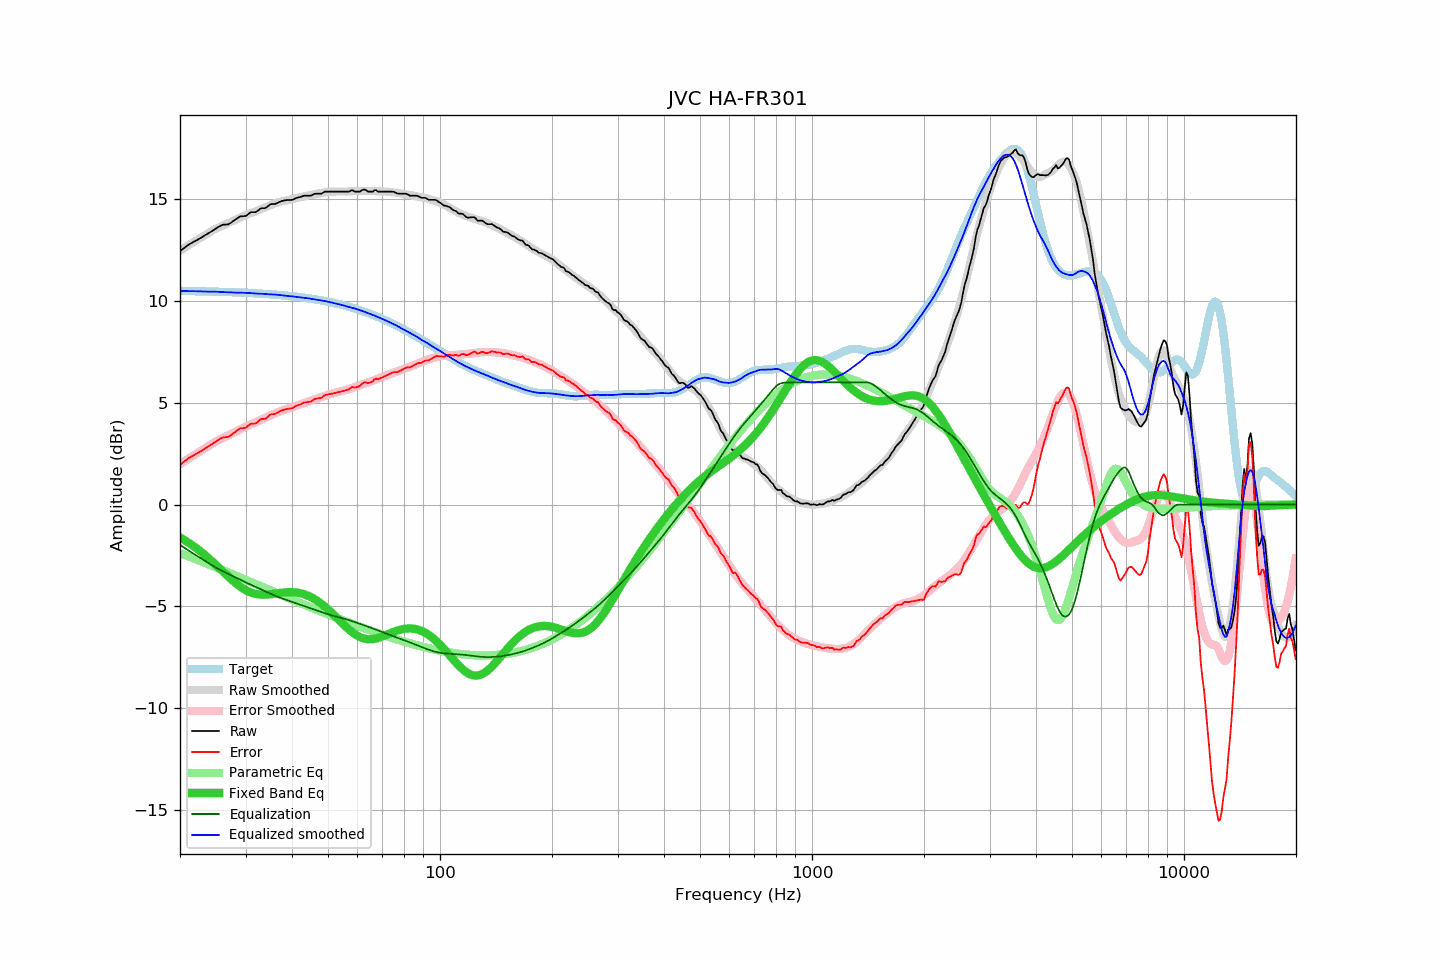 JVC HA-FR301
Amplitude (dBr)
15
10
5
0
−5
−10
−15
Target
Raw Smoothed
Error Smoothed
Raw
Error
Parametric Eq
Fixed Band Eq
Equalization
Equalized smoothed
100
1000
10000
Frequency (Hz)